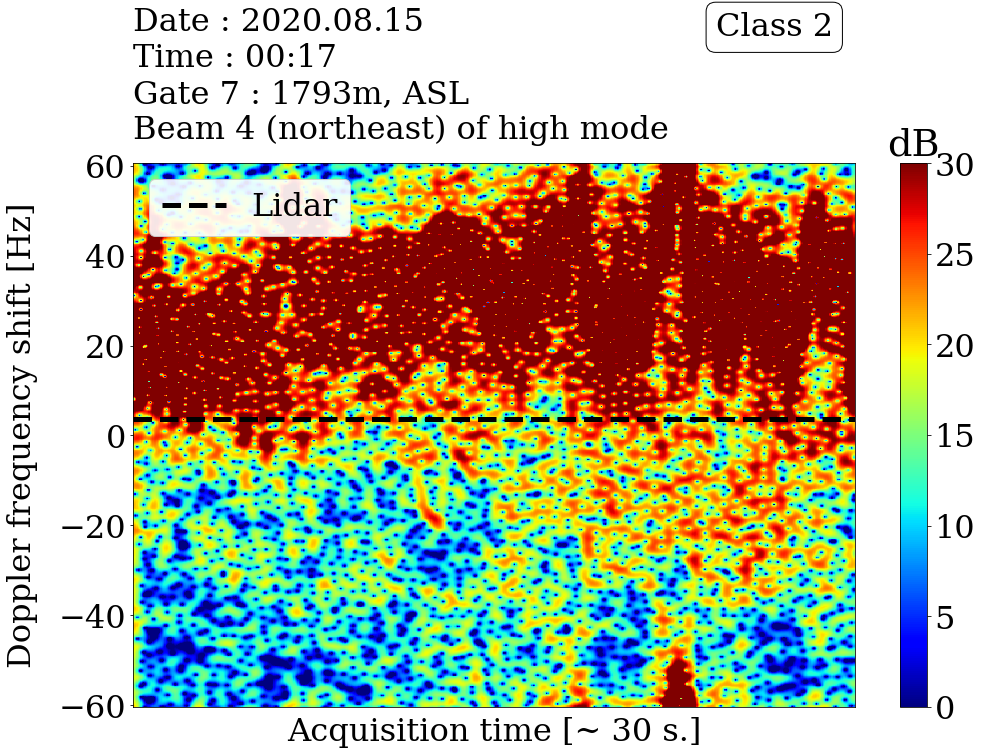 Date : 2020.08.15
Time : 00:17
Gate 7 : 1793m, ASL
Beam 4 (northeast) of high mode
Class 2
dB
Lidar
Doppler frequency shift [Hz]
60
40
20
0
−20
−40
−60
30
25
20
15
10
5
0
Acquisition time [~ 30 s.]